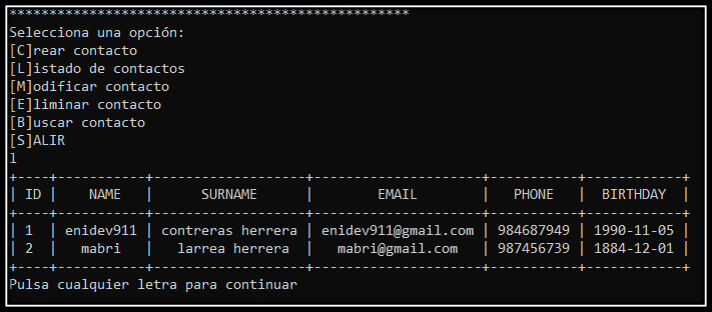 **************************************************
Selecciona una opción:
[C]rear contacto
[L]istado de contactos
[M]odificar contacto
[E]liminar contacto
[B]uscar contacto
[S]ALIR
l
+----+-----------+-------------------+---------------------+-----------+------------+
| ID |    NAME   |      SURNAME      |        EMAIL        |   PHONE   |  BIRTHDAY  |
+----+-----------+-------------------+---------------------+-----------+------------+
| 1  | enidev911 | contreras herrera | enidev911@gmail.com | 984687949 | 1990-11-05 |
| 2  |   mabri   |   larrea herrera  |   mabri@gmail.com   | 987456739 | 1884-12-01 |
+----+-----------+-------------------+---------------------+-----------+------------+
Pulsa cualquier letra para continuar